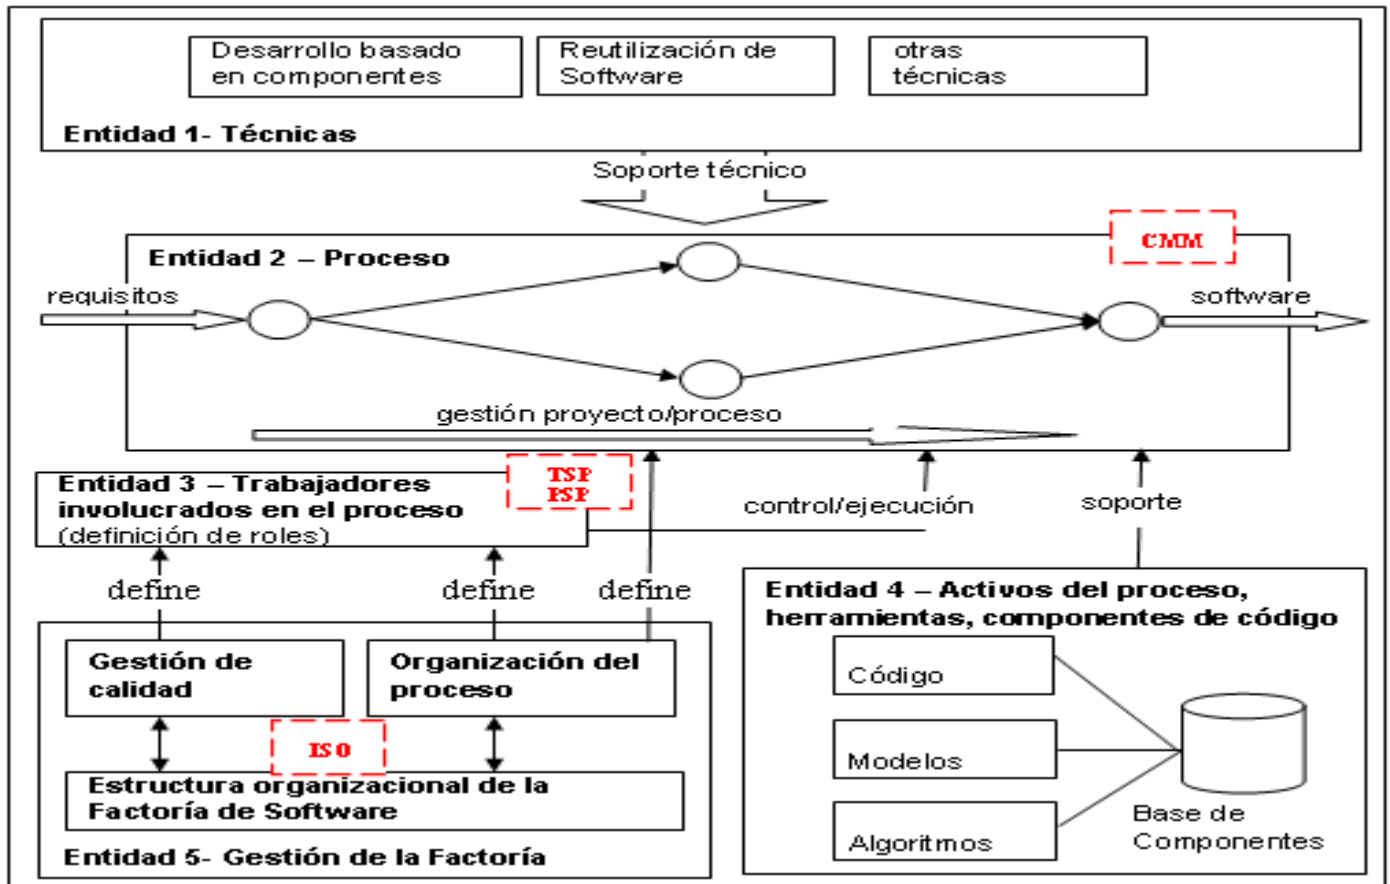 Desarrollo basado
en componentes
Reutilización de
Software
otras
técnicas
Entidad 1- Técnicas
Soporte técnico
CMM
Entidad 2 – Proceso
requisitos
software
gestión proyecto/proceso
Entidad 3 – Trabajadores
involucrados en el proceso
(definición de roles)
TSP
PSP
control/ejecución
soporte
define
define
define
Entidad 4 – Activos del proceso,
herramientas, componentes de código
Código
Modelos
Algoritmos
Base de
Componentes
Gestión de
calidad
Organización del
proceso
ISO
Estructura organizacional de la
Factoría de Software
Entidad 5- Gestión de la Factoría